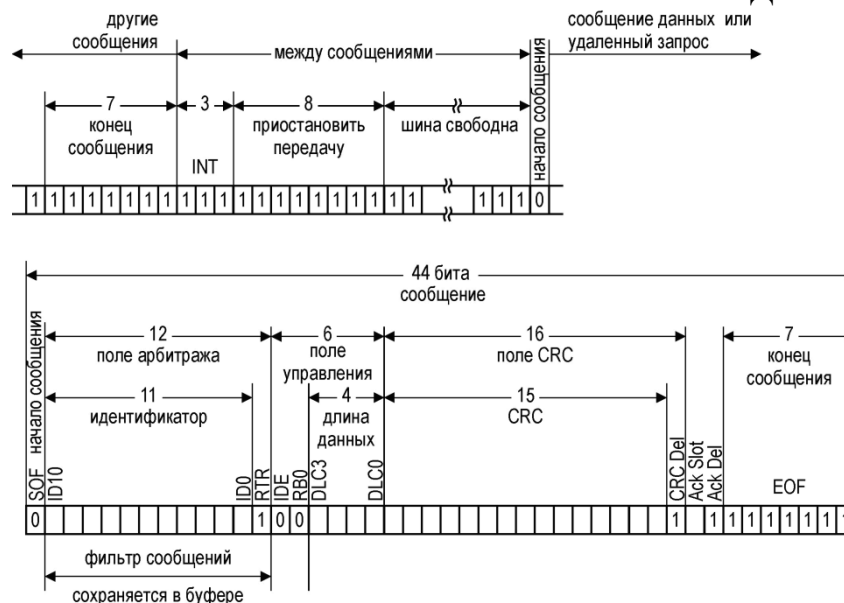 другие
сообщения
между сообщениями
начало сообщения
сообщение данных или
удаленный запрос
7
конец
сообщения
3
INT
8
приостановить
передачу
шина свободна
1 1 1 1 1 1 1 1 1 1 1 1 1 1 1 1 1 1 1 1 1 1 1 1 0
44 бита
сообщение
начало сообщения
12
поле арбитража
6
поле
управления
16
поле CRC
7
конец
сообщения
11
идентификатор
4
длина
данных
15
CRC
SOF
ID10
ID0
RTR
IDE
RB0
DLC3
DLC0
CRC Del
Ack Slot
Ack Del
EOF
0 1 0 0 1 1 1 1 1 1 1 1 1
фильтр сообщений
сохраняется в буфере